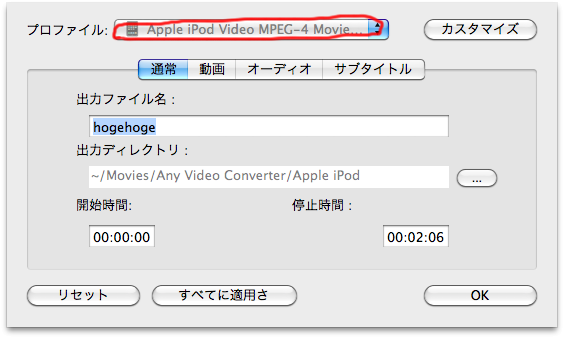 プロファイル: Apple iPod Video MPEG-4 Movie... カスタマイズ
通常 動画 オーディオ サブタイトル
出力ファイル名：
hogehoge
出力ディレクトリ：
~/Movies/Any Video Converter/Apple iPod ...
開始時間: 停止時間：
00:00:00 00:02:06
リセット すべてに適用さ OK